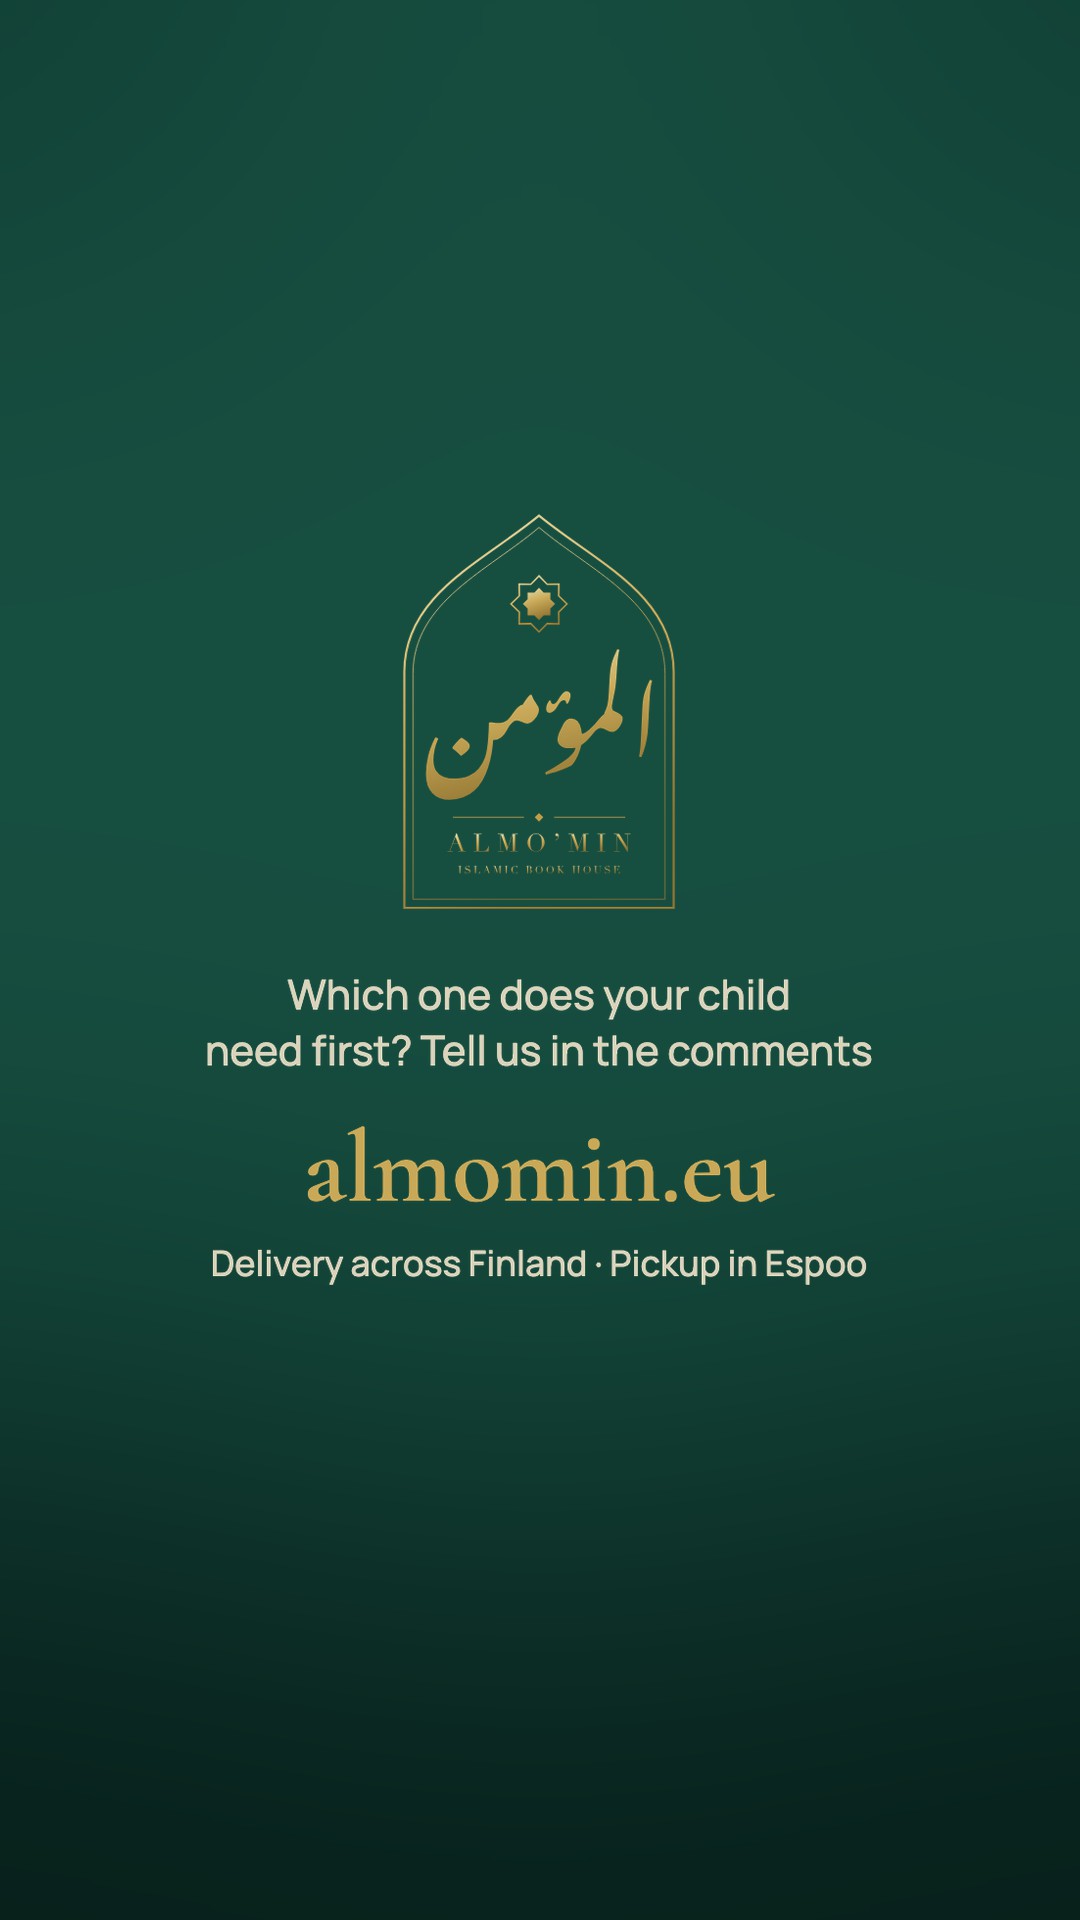 المؤمن
ALMO’MIN
ISLAMIC BOOK HOUSE
Which one does your child
need first? Tell us in the comments
almomin.eu
Delivery across Finland · Pickup in Espoo